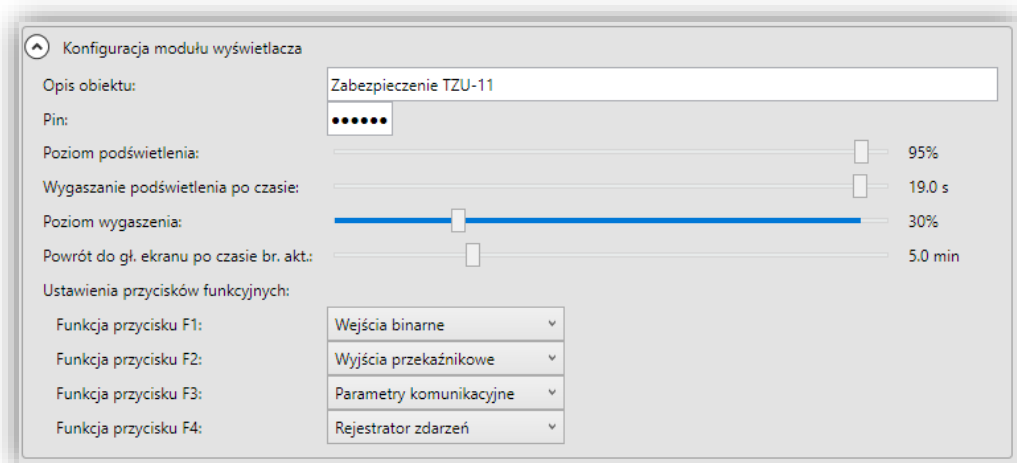 Konfiguracja modułu wyświetlacza
Opis obiektu: Zabezpieczenie TZU-11
Pin: ●●●●●●
Poziom podświetlenia: 95%
Wygaszanie podświetlenia po czasie: 19.0 s
Poziom wygaszenia: 30%
Powrót do gł. ekranu po czasie br. akt.: 5.0 min
Ustawienia przycisków funkcyjnych:
Funkcja przycisku F1: Wejścia binarne
Funkcja przycisku F2: Wyjścia przekaźnikowe
Funkcja przycisku F3: Parametry komunikacyjne
Funkcja przycisku F4: Rejestrator zdarzeń